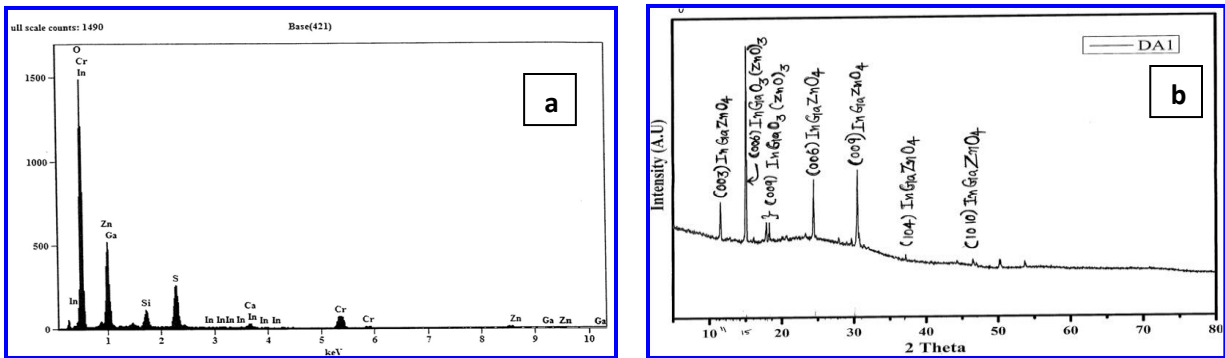 ull scale counts: 1490
Base(421)
O
Cr
In
1500
1000
500
0
Zn
Ga
In
Si
S
In
In
In
In
In
Ca
In
In
In
Cr
Cr
Zn
Ga
Zn
Ga
1
2
3
4
5
6
7
8
9
10
keV
a
DA1
b
Intensity (A.U)
(003) InGaZnO4
(006) InGaO3(ZnO)3
(009) InGaO3(ZnO)3
(006) InGaZnO4
(009) InGaZnO4
(104) InGaZnO4
(1010) InGaZnO4
10
11
15
20
30
40
50
60
70
80
2 Theta